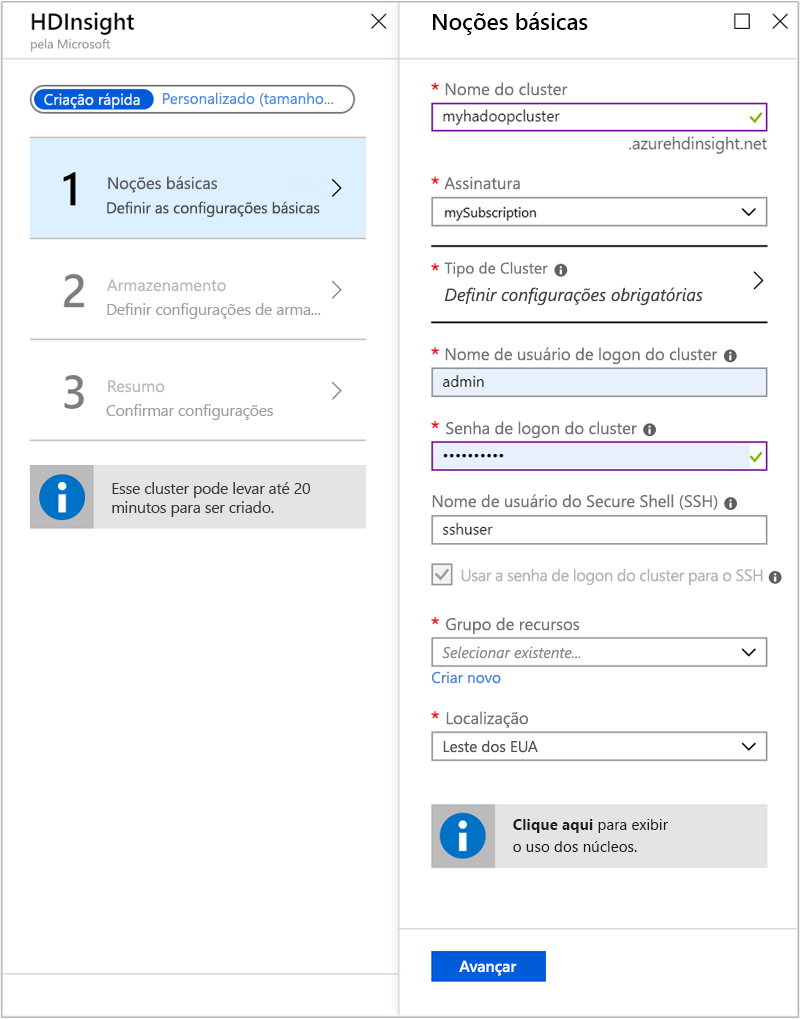 HDInsight
pela Microsoft
Criação rápida
Personalizado (tamanho...
1
Noções básicas
Definir as configurações básicas
2
Armazenamento
Definir configurações de arma...
3
Resumo
Confirmar configurações
Esse cluster pode levar até 20
minutos para ser criado.
Noções básicas
* Nome do cluster
myhadoopcluster
.azurehdinsight.net
* Assinatura
mySubscription
* Tipo de Cluster
Definir configurações obrigatórias
* Nome de usuário de logon do cluster
admin
* Senha de logon do cluster
••••••••••
Nome de usuário do Secure Shell (SSH)
sshuser
Usar a senha de logon do cluster para o SSH
* Grupo de recursos
Selecionar existente...
Criar novo
* Localização
Leste dos EUA
Clique aqui para exibir
o uso dos núcleos.
Avançar